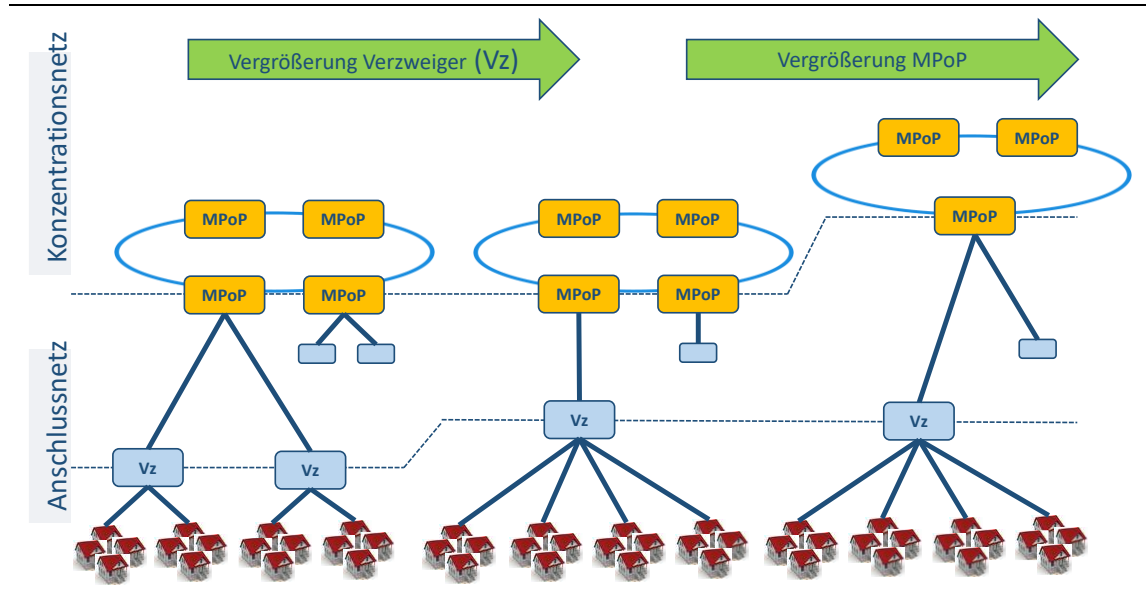 Konzentrationsnetz
Anschlussnetz
Vergrößerung Verzweiger (Vz)
Vergrößerung MPoP
MPoP
MPoP
MPoP
MPoP
Vz
Vz
MPoP
MPoP
MPoP
MPoP
Vz
MPoP
MPoP
MPoP
Vz